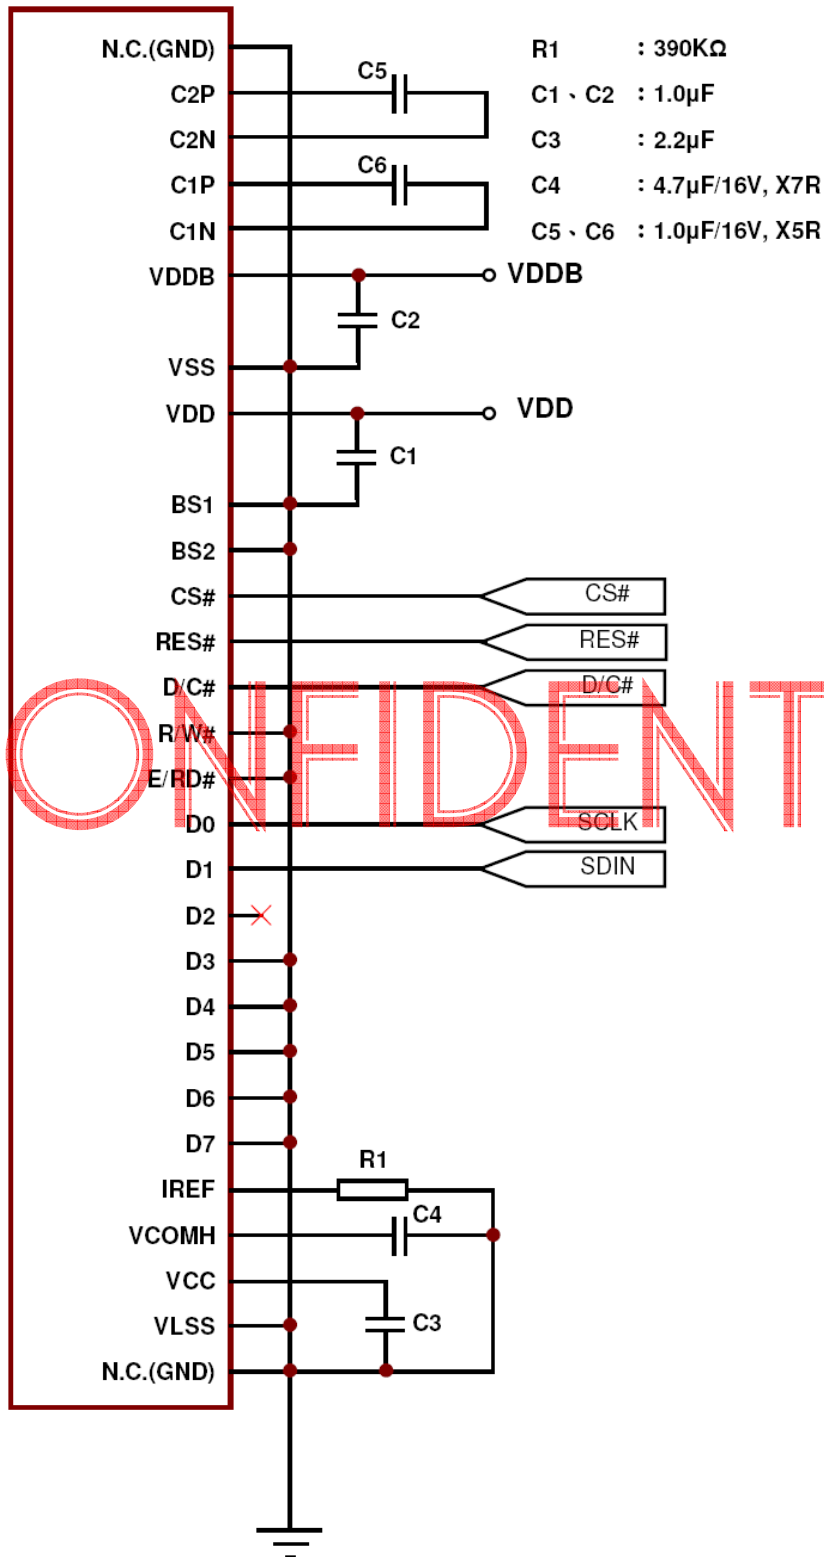 N.C.(GND)
C2P
C2N
C1P
C1N
VDDB
VSS
VDD
BS1
BS2
CS#
RES#
D/C#
R/W#
E/RD#
D0
D1
D2
D3
D4
D5
D6
D7
IREF
VCOMH
VCC
VLSS
N.C.(GND)
C5
C6
VDDB
C2
VDD
C1
CS#
RES#
D/C#
SCLK
SDIN
R1
C4
C3
R1 : 390KΩ
C1、C2 : 1.0μF
C3 : 2.2μF
C4 : 4.7μF/16V, X7R
C5、C6 : 1.0μF/16V, X5R
ONFIDENT